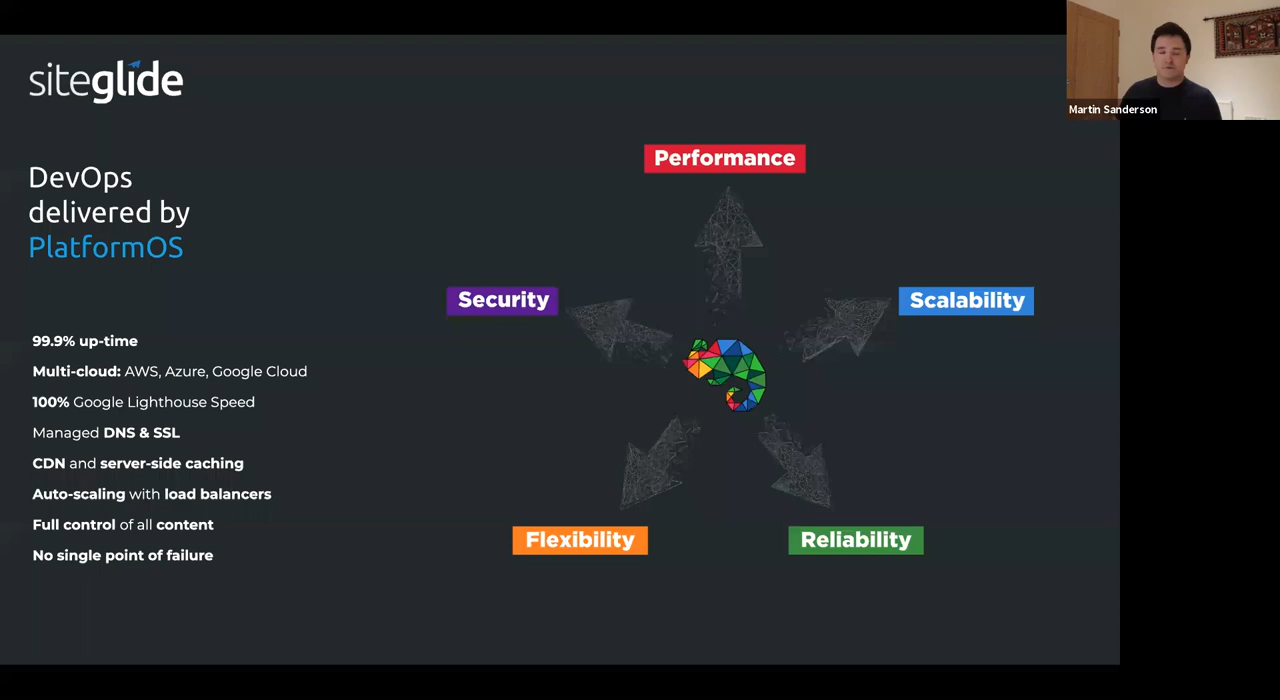 siteglide
DevOps
delivered by
PlatformOS
99.9% up-time
Multi-cloud: AWS, Azure, Google Cloud
100% Google Lighthouse Speed
Managed DNS & SSL
CDN and server-side caching
Auto-scaling with load balancers
Full control of all content
No single point of failure
Performance
Security
Scalability
Flexibility
Reliability
Martin Sanderson